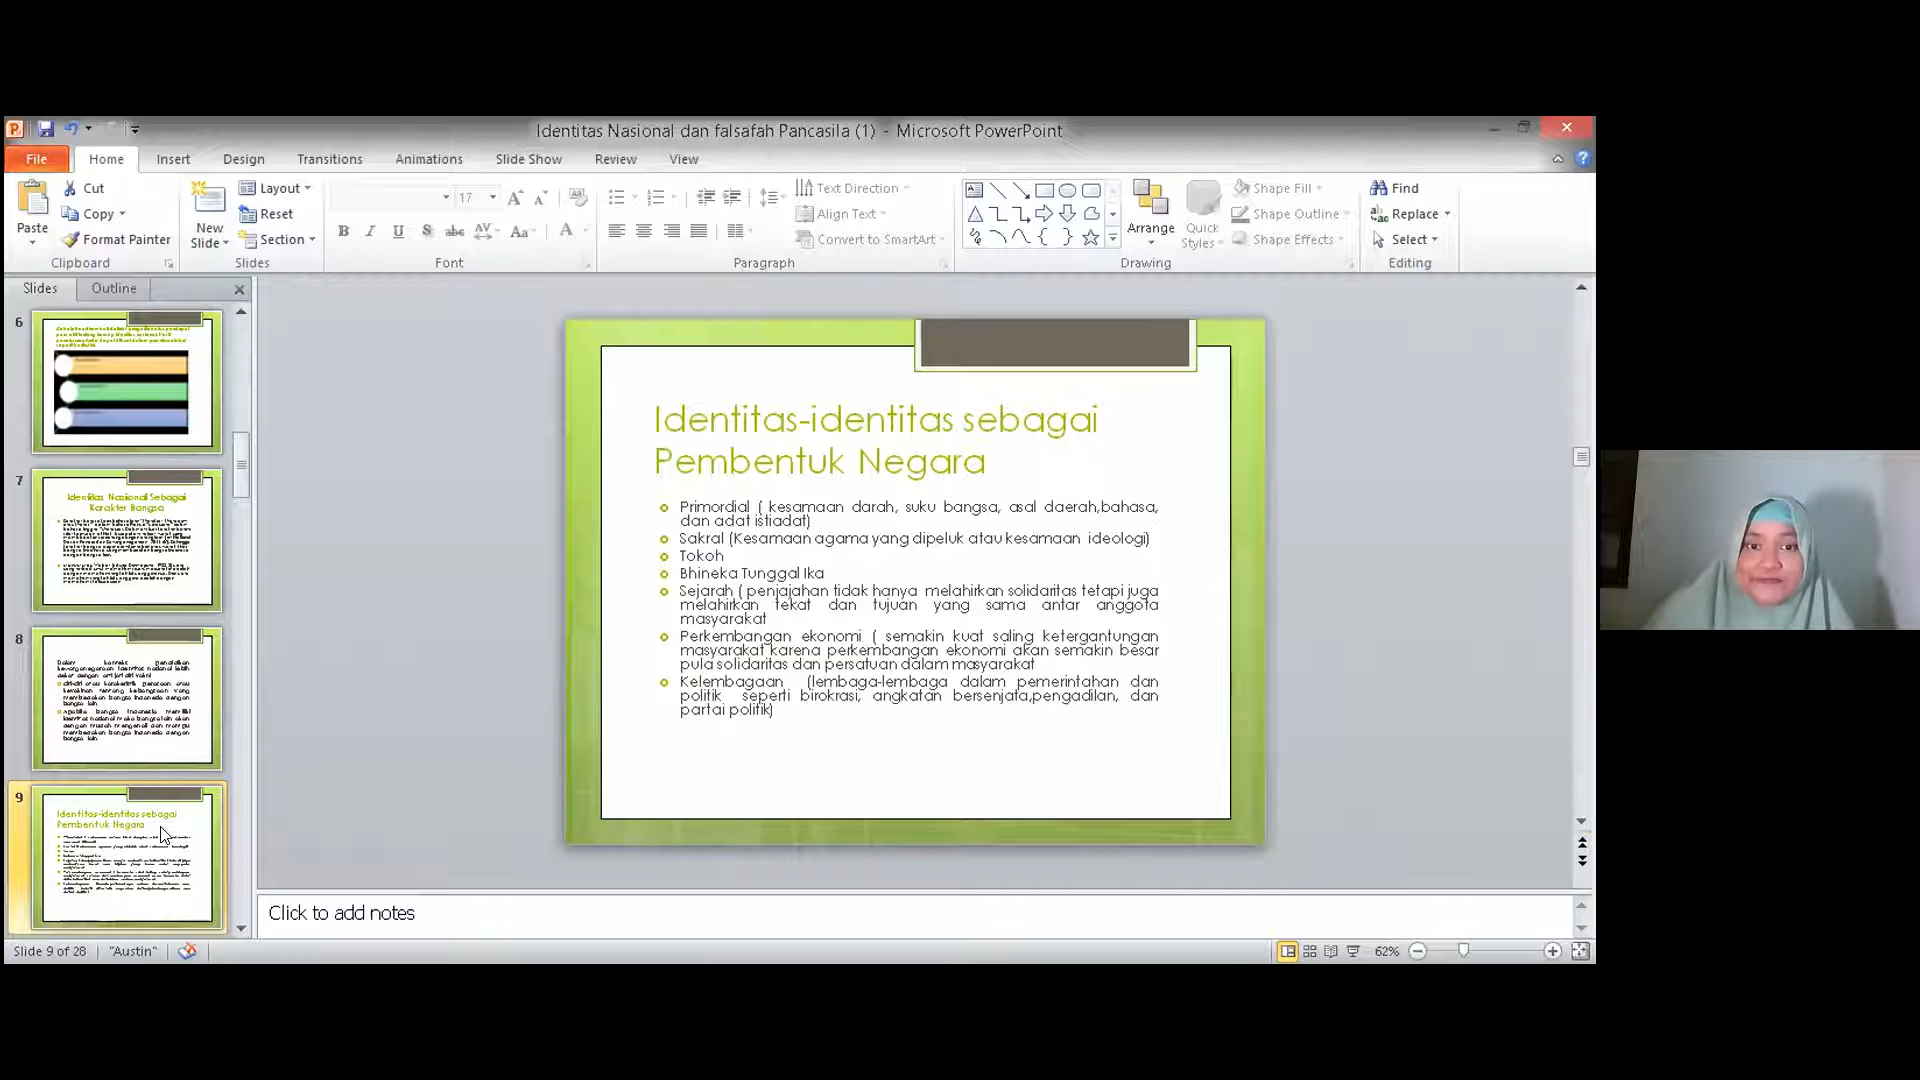 Identitas Nasional dan falsafah Pancasila (1) - Microsoft PowerPoint
File Home Insert Design Transitions Animations Slide Show Review View
Paste
Cut
Copy
Format Painter
Clipboard
New Slide
Layout
Reset
Section
Slides
17
Font
Text Direction
Align Text
Convert to SmartArt
Paragraph
Arrange
Quick Styles
Shape Fill
Shape Outline
Shape Effects
Drawing
Find
Replace
Select
Editing
Slides Outline
6
7
Identitas Nasional Sebagai
Karakter Bangsa
8
9
Identitas-identitas sebagai
Pembentuk Negara
Identitas-identitas sebagai
Pembentuk Negara
Primordial ( kesamaan darah, suku bangsa, asal daerah,bahasa,
dan adat istiadat)
Sakral (Kesamaan agama yang dipeluk atau kesamaan ideologi)
Tokoh
Bhineka Tunggal Ika
Sejarah ( penjajahan tidak hanya melahirkan solidaritas tetapi juga
melahirkan tekat dan tujuan yang sama antar anggota
masyarakat
Perkembangan ekonomi ( semakin kuat saling ketergantungan
masyarakat karena perkembangan ekonomi akan semakin besar
pula solidaritas dan persatuan dalam masyarakat
Kelembagaan (lembaga-lembaga dalam pemerintahan dan
politik seperti birokrasi, angkatan bersenjata,pengadilan, dan
partai politik)
Click to add notes
Slide 9 of 28 "Austin" 62%